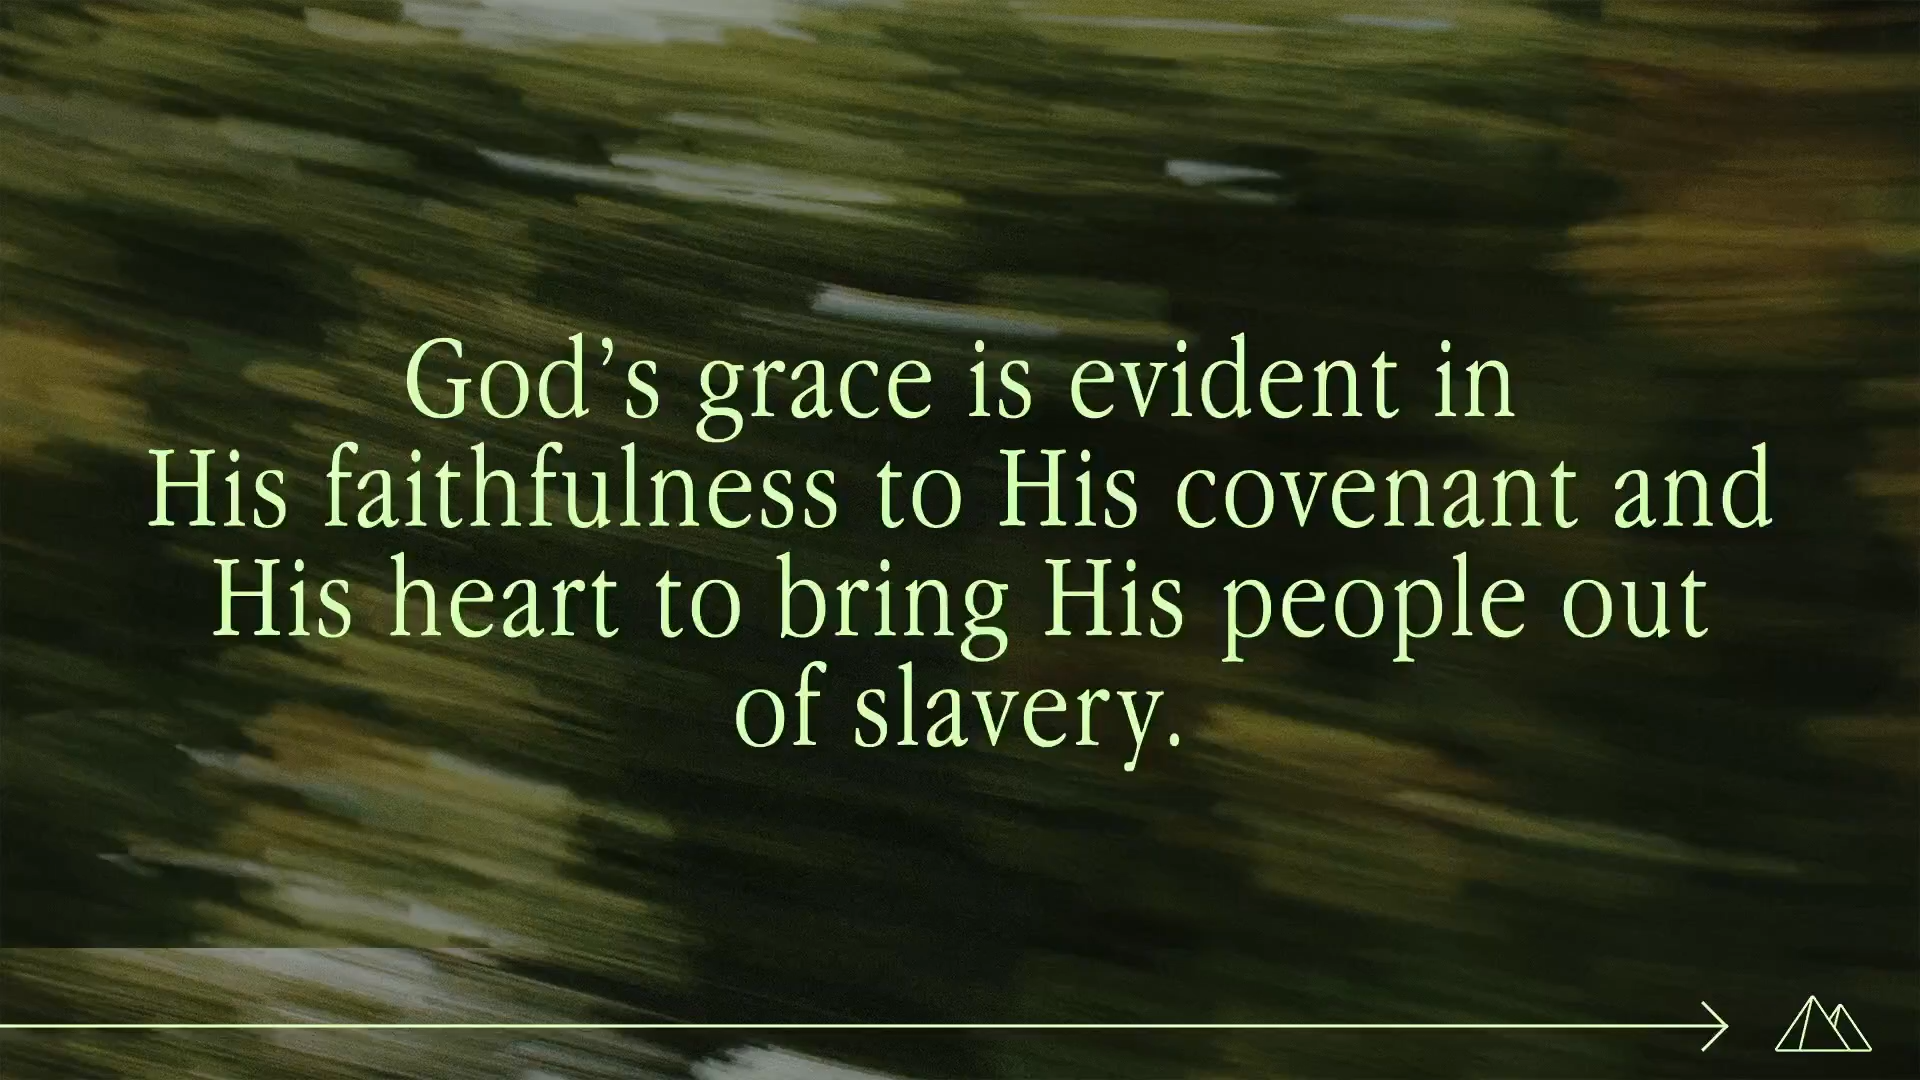 God’s grace is evident in
His faithfulness to His covenant and
His heart to bring His people out
of slavery.